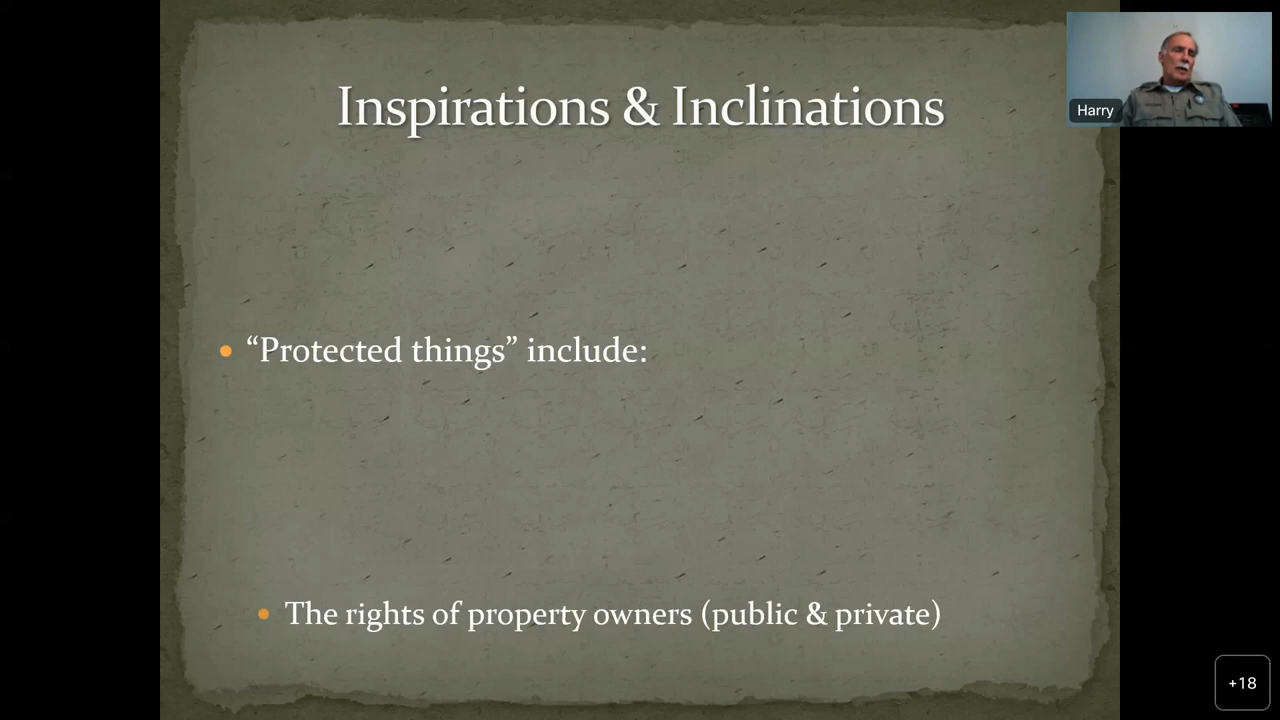 Inspirations & Inclinations
Harry
“Protected things” include:
The rights of property owners (public & private)
+18